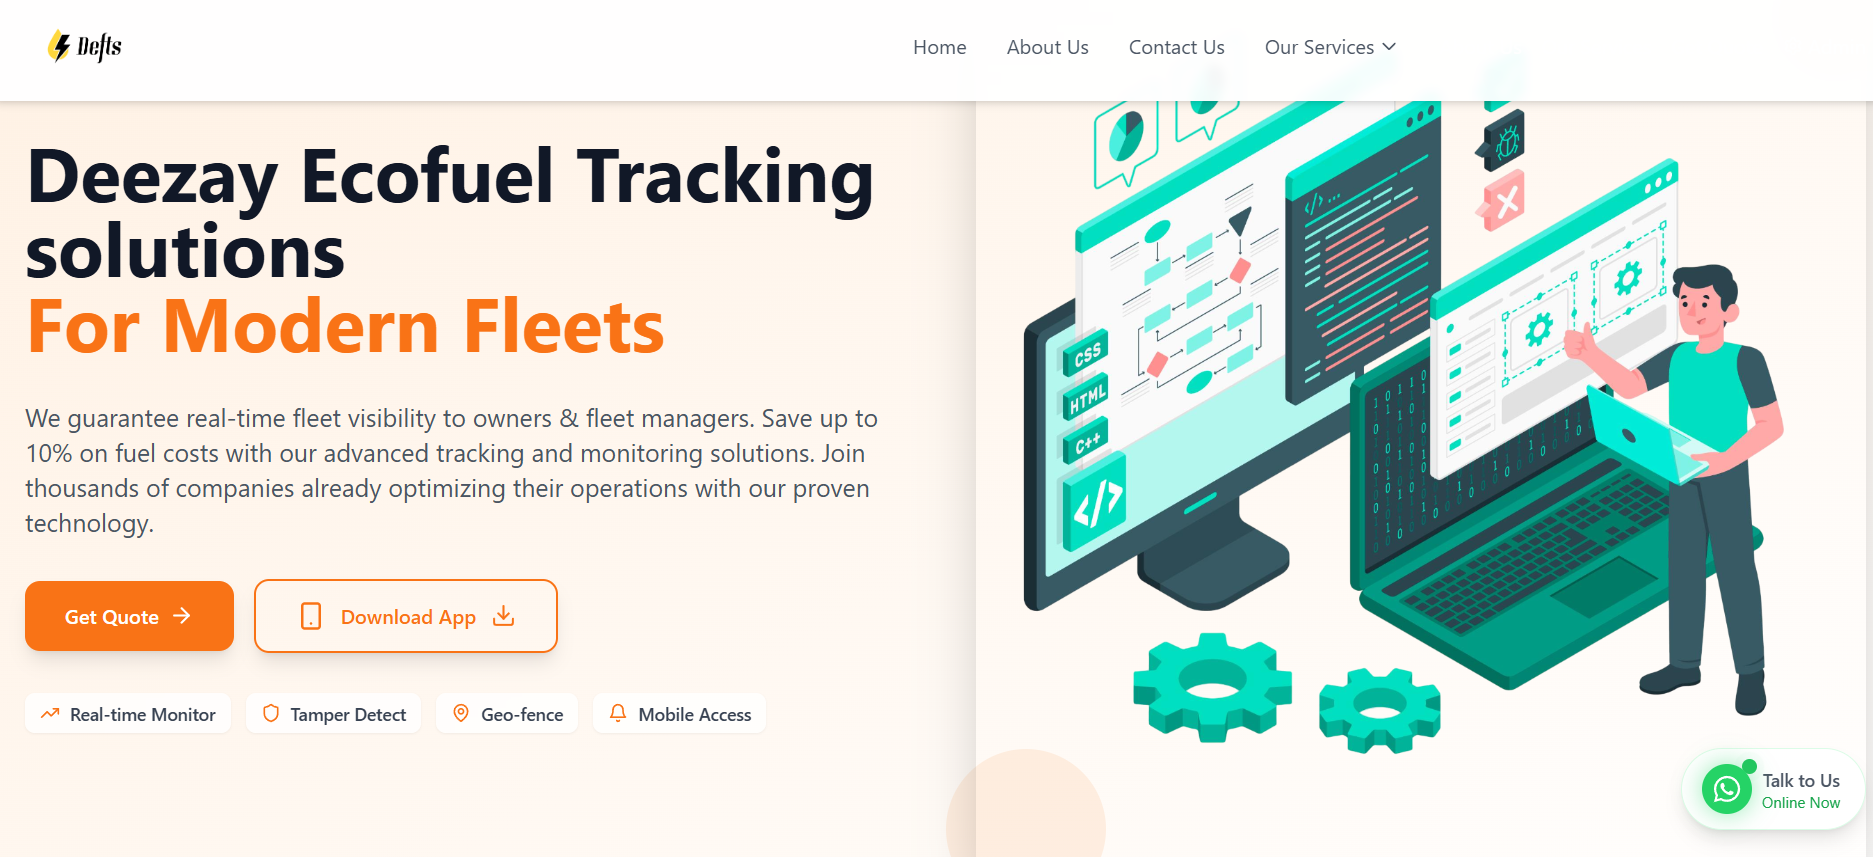 Defts
Home
About Us
Contact Us
Our Services
Deezay Ecofuel Tracking
solutions
For Modern Fleets
We guarantee real-time fleet visibility to owners & fleet managers. Save up to
10% on fuel costs with our advanced tracking and monitoring solutions. Join
thousands of companies already optimizing their operations with our proven
technology.
Get Quote
Download App
Real-time Monitor
Tamper Detect
Geo-fence
Mobile Access
</> ...
CSS
HTML
C++
</>
Talk to Us
Online Now